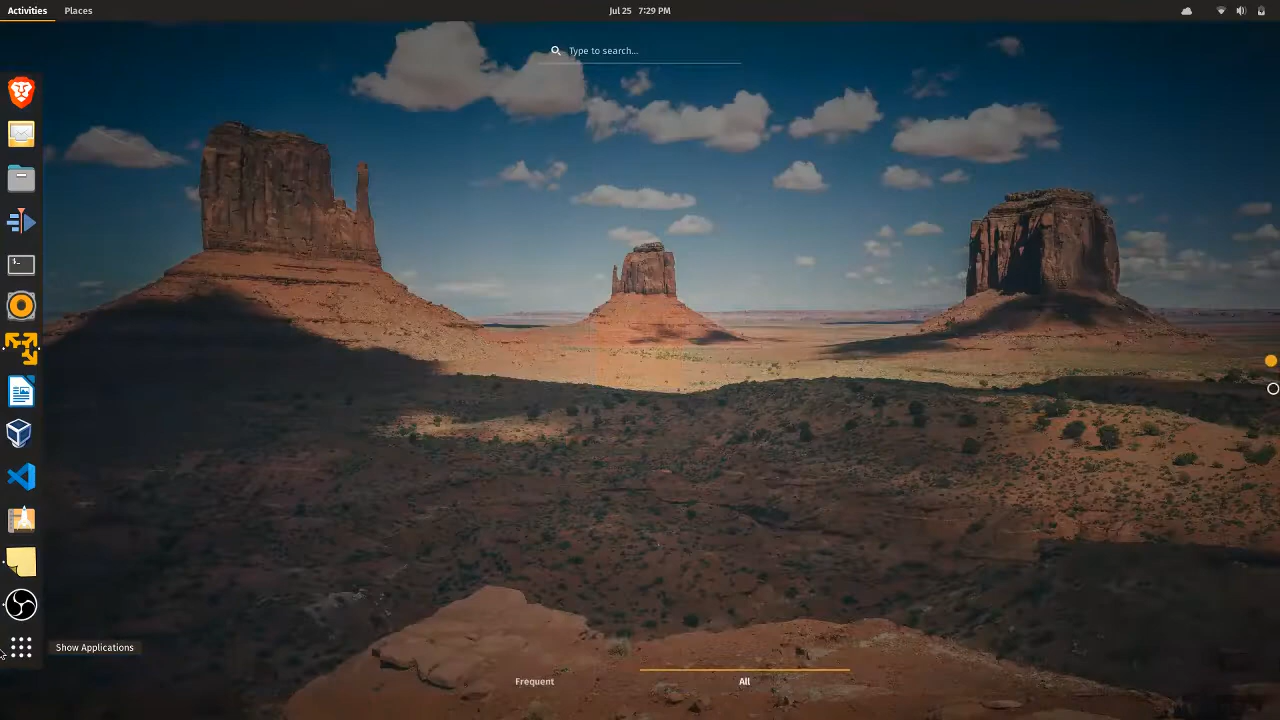 Activities
Places
Jul 25 7:29 PM
Type to search...
Show Applications
Frequent
All